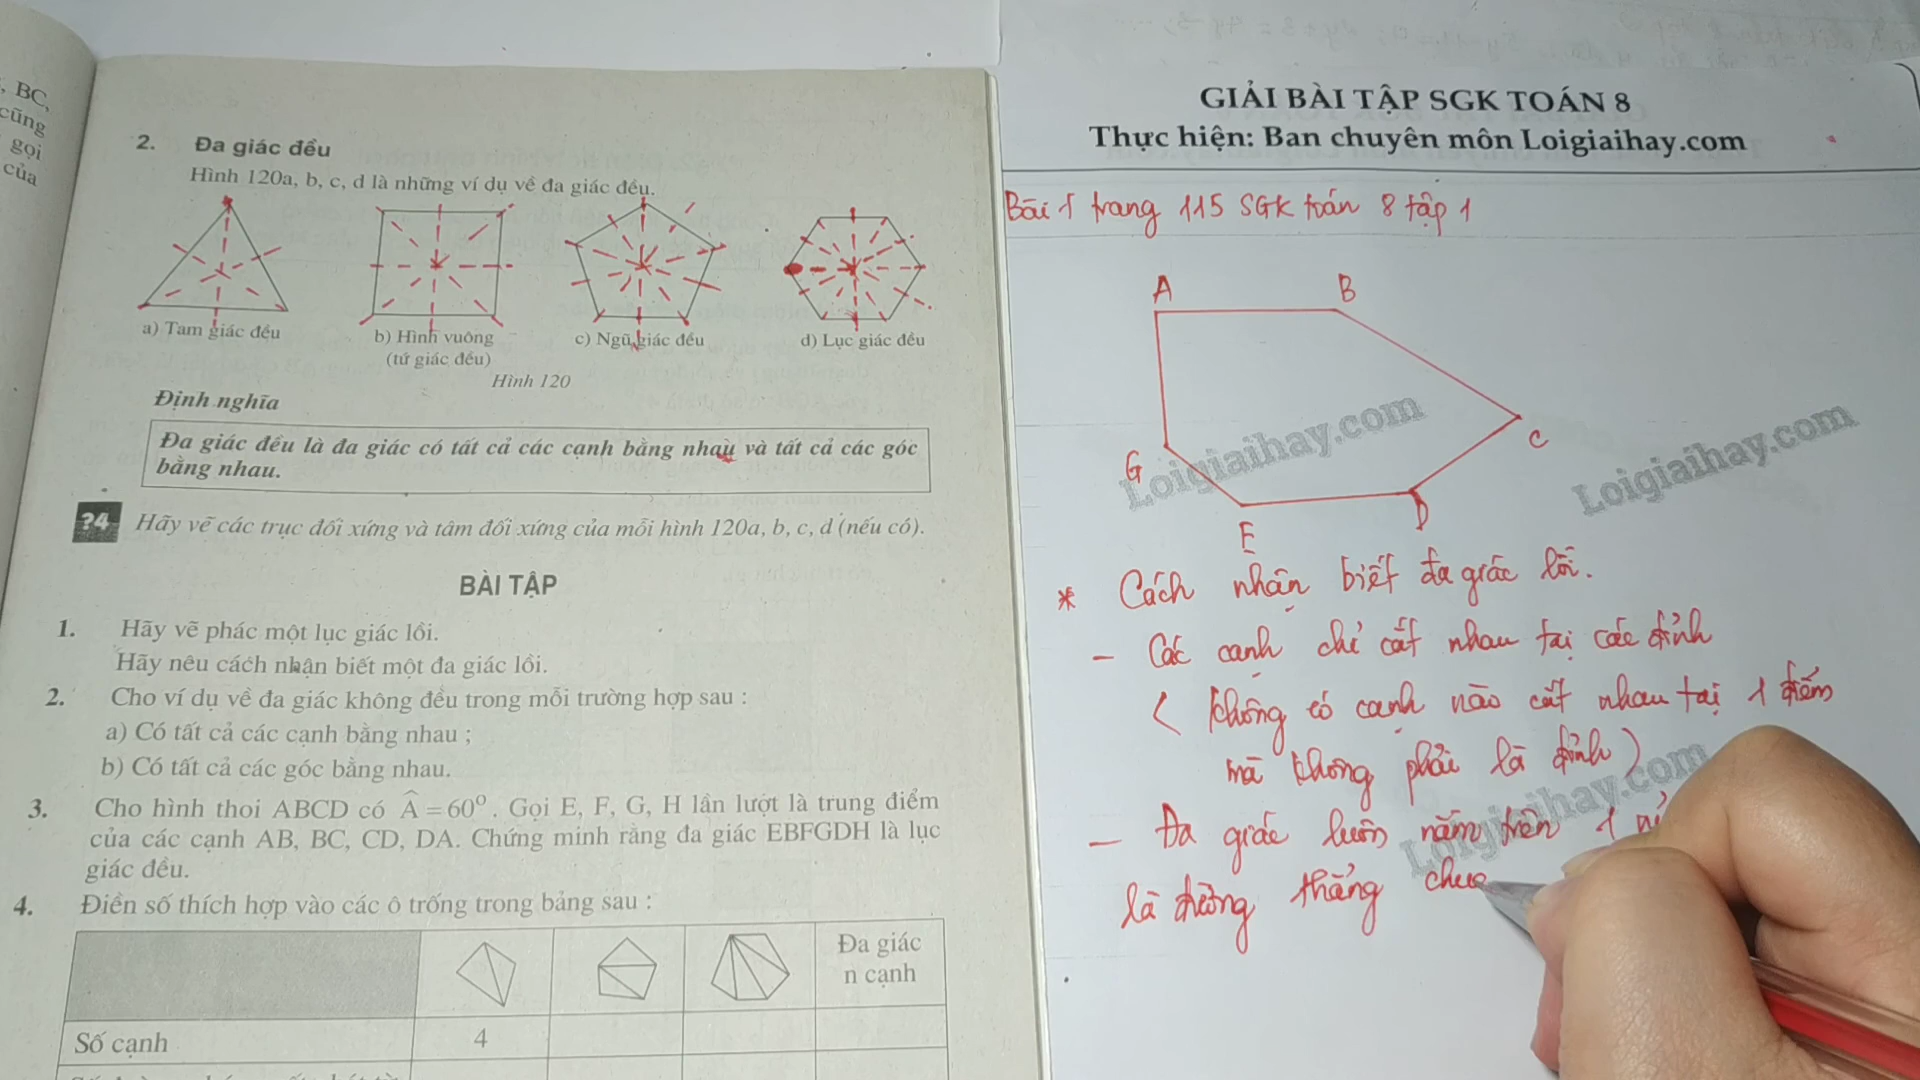 , BC,
cũng
gọi
của
2. Đa giác đều
Hình 120a, b, c, d là những ví dụ về đa giác đều.
a) Tam giác đều
b) Hình vuông
(tứ giác đều)
c) Ngũ giác đều
d) Lục giác đều
Hình 120
Định nghĩa
Đa giác đều là đa giác có tất cả các cạnh bằng nhau và tất cả các góc
bằng nhau.
?4 Hãy vẽ các trục đối xứng và tâm đối xứng của mỗi hình 120a, b, c, d (nếu có).
BÀI TẬP
1. Hãy vẽ phác một lục giác lồi.
Hãy nêu cách nhận biết một đa giác lồi.
2. Cho ví dụ về đa giác không đều trong mỗi trường hợp sau :
a) Có tất cả các cạnh bằng nhau ;
b) Có tất cả các góc bằng nhau.
3. Cho hình thoi ABCD có Â = 60°. Gọi E, F, G, H lần lượt là trung điểm
của các cạnh AB, BC, CD, DA. Chứng minh rằng đa giác EBFGDH là lục
giác đều.
4. Điền số thích hợp vào các ô trống trong bảng sau :
Đa giác
n cạnh
Số cạnh 4
GIẢI BÀI TẬP SGK TOÁN 8
Thực hiện: Ban chuyên môn Loigiaihay.com
Bài 1 trang 115 SGK toán 8 tập 1
A B
C
G
D
E
Loigiaihay.com
Loigiaihay.com
* Cách nhận biết đa giác lồi.
- Các cạnh chỉ cắt nhau tại các đỉnh
( không có cạnh nào cắt nhau tại 1 điểm
mà không phải là đỉnh )
Loigiaihay.com
- Đa giác luôn nằm trên 1
là đường thẳng